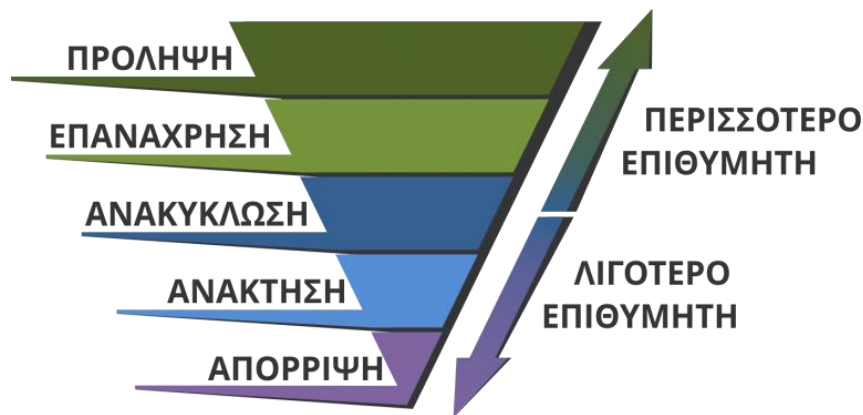 ΠΡΟΛΗΨΗ
ΕΠΑΝΑΧΡΗΣΗ
ΑΝΑΚΥΚΛΩΣΗ
ΑΝΑΚΤΗΣΗ
ΑΠΟΡΡΙΨΗ
ΠΕΡΙΣΣΟΤΕΡΟ
ΕΠΙΘΥΜΗΤΗ
ΛΙΓΟΤΕΡΟ
ΕΠΙΘΥΜΗΤΗ